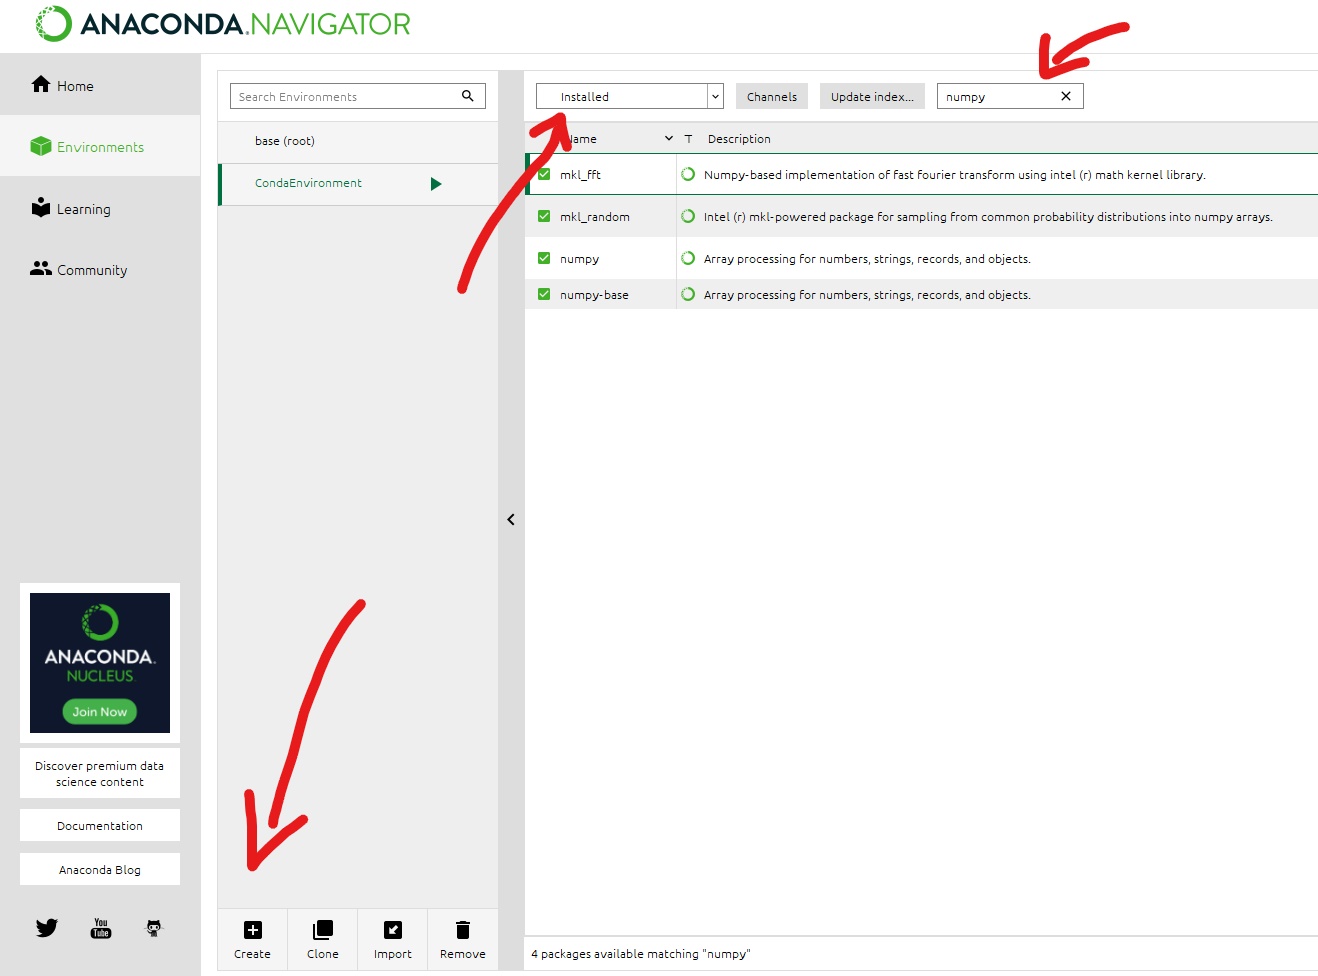 ANACONDA.NAVIGATOR
Home
Environments
Learning
Community
ANACONDA.
NUCLEUS
Join Now
Discover premium data
science content
Documentation
Anaconda Blog
You
Tube
Search Environments
base (root)
CondaEnvironment
Create
Clone
Import
Remove
Installed
Channels
Update index...
numpy
Name T Description
mkl_fft Numpy-based implementation of fast fourier transform using intel (r) math kernel library.
mkl_random Intel (r) mkl-powered package for sampling from common probability distributions into numpy arrays.
numpy Array processing for numbers, strings, records, and objects.
numpy-base Array processing for numbers, strings, records, and objects.
4 packages available matching "numpy"